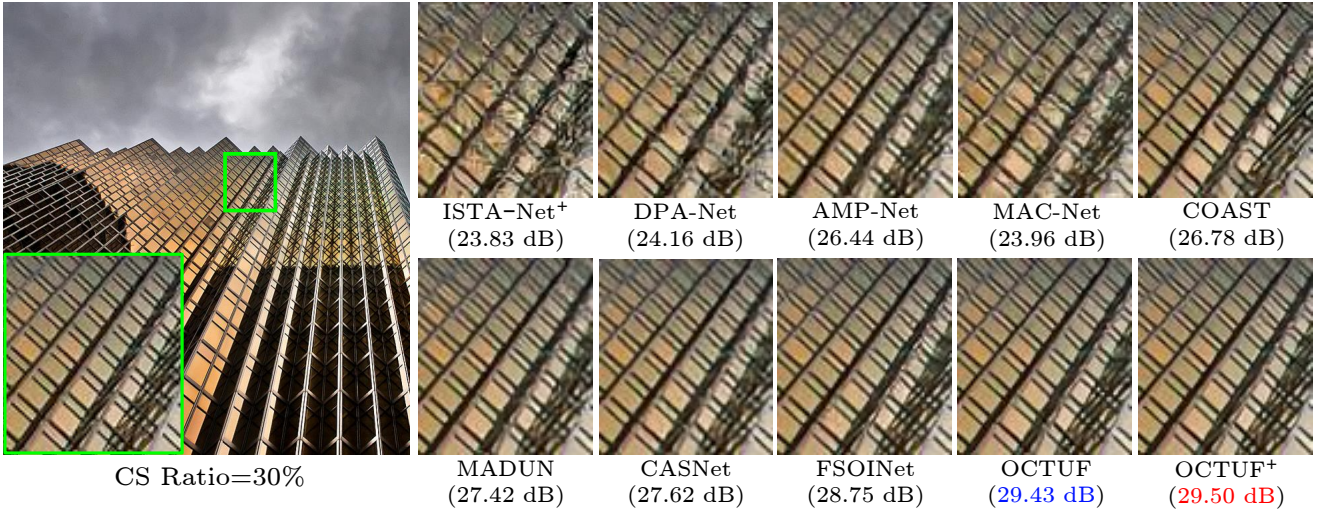 ISTA-Net⁺ DPA-Net AMP-Net MAC-Net COAST
(23.83 dB) (24.16 dB) (26.44 dB) (23.96 dB) (26.78 dB)
MADUN CASNet FSOINet OCTUF OCTUF⁺
CS Ratio=30%
(27.42 dB) (27.62 dB) (28.75 dB) (29.43 dB) (29.50 dB)